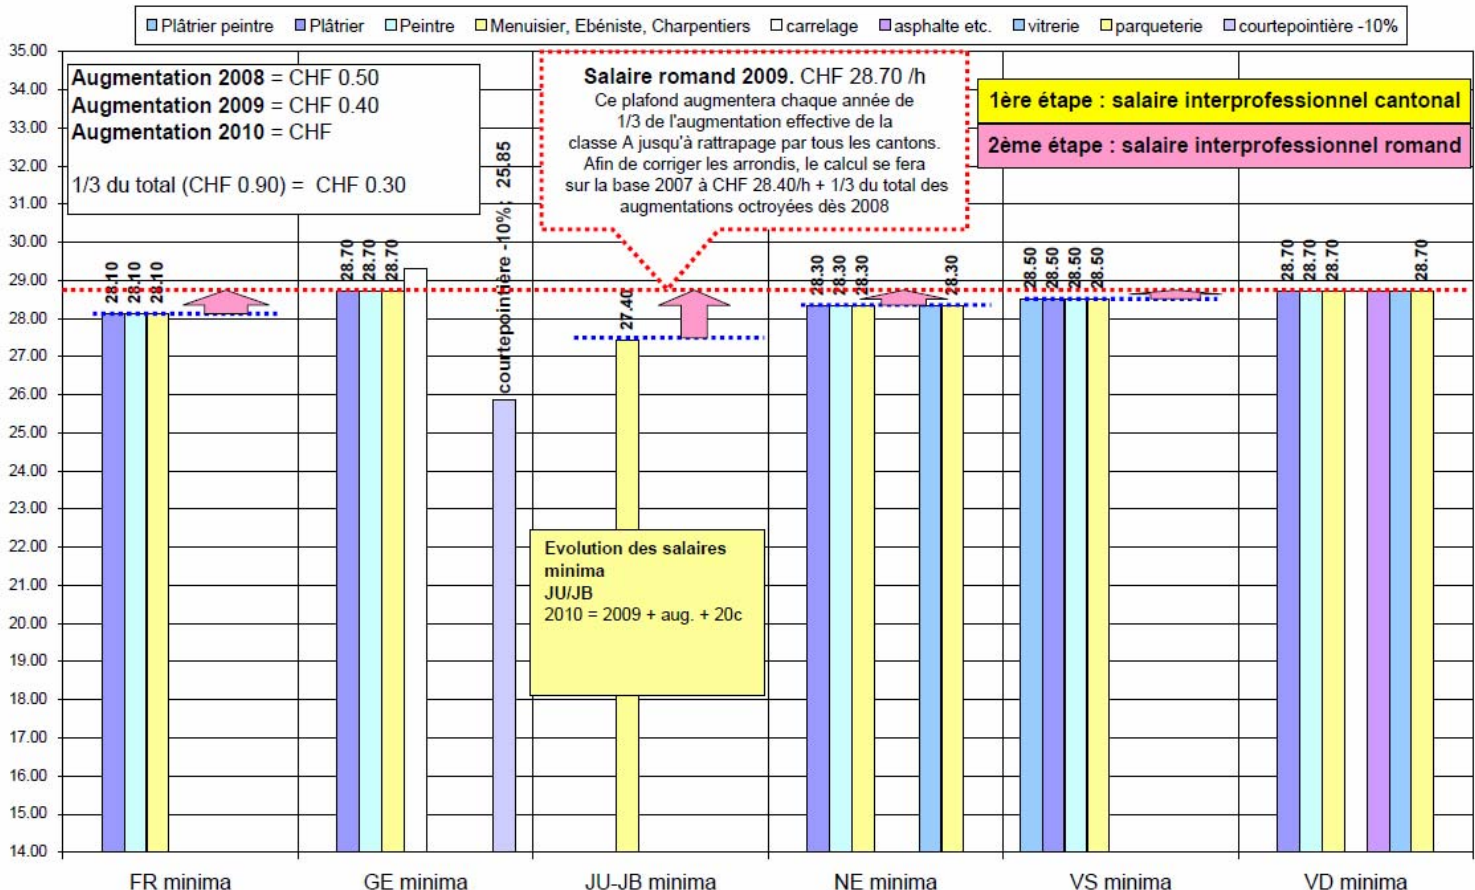 Plâtrier peintre Plâtrier Peintre Menuisier, Ebéniste, Charpentiers carrelage asphalte etc. vitrerie parqueterie courtepointière -10%
35.00
34.00
33.00
32.00
31.00
30.00
29.00
28.00
27.00
26.00
25.00
24.00
23.00
22.00
21.00
20.00
19.00
18.00
17.00
16.00
15.00
14.00
Augmentation 2008 = CHF 0.50
Augmentation 2009 = CHF 0.40
Augmentation 2010 = CHF
1/3 du total (CHF 0.90) = CHF 0.30
Salaire romand 2009. CHF 28.70 /h
Ce plafond augmentera chaque année de
1/3 de l'augmentation effective de la
classe A jusqu'à rattrapage par tous les cantons.
Afin de corriger les arrondis, le calcul se fera
sur la base 2007 à CHF 28.40/h + 1/3 du total des
augmentations octroyées dès 2008
1ère étape : salaire interprofessionnel cantonal
2ème étape : salaire interprofessionnel romand
28.10
28.10
28.10
28.70
28.70
28.70
courtepointière -10%; 25.85
27.40
28.30
28.30
28.30
28.30
28.50
28.50
28.50
28.50
28.70
28.70
28.70
28.70
Evolution des salaires
minima
JU/JB
2010 = 2009 + aug. + 20c
FR minima
GE minima
JU-JB minima
NE minima
VS minima
VD minima